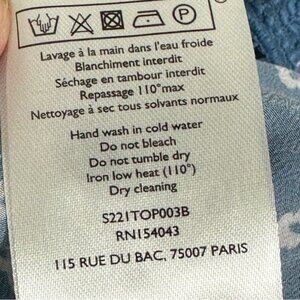 Lavage à la main dans l'eau froide
Blanchiment interdit
Séchage en tambour interdit
Repassage 110°max
Nettoyage à sec tous solvants normaux
Hand wash in cold water
Do not bleach
Do not tumble dry
Iron low heat (110°)
Dry cleaning
S221TOP003B
RN154043
115 RUE DU BAC, 75007 PARIS